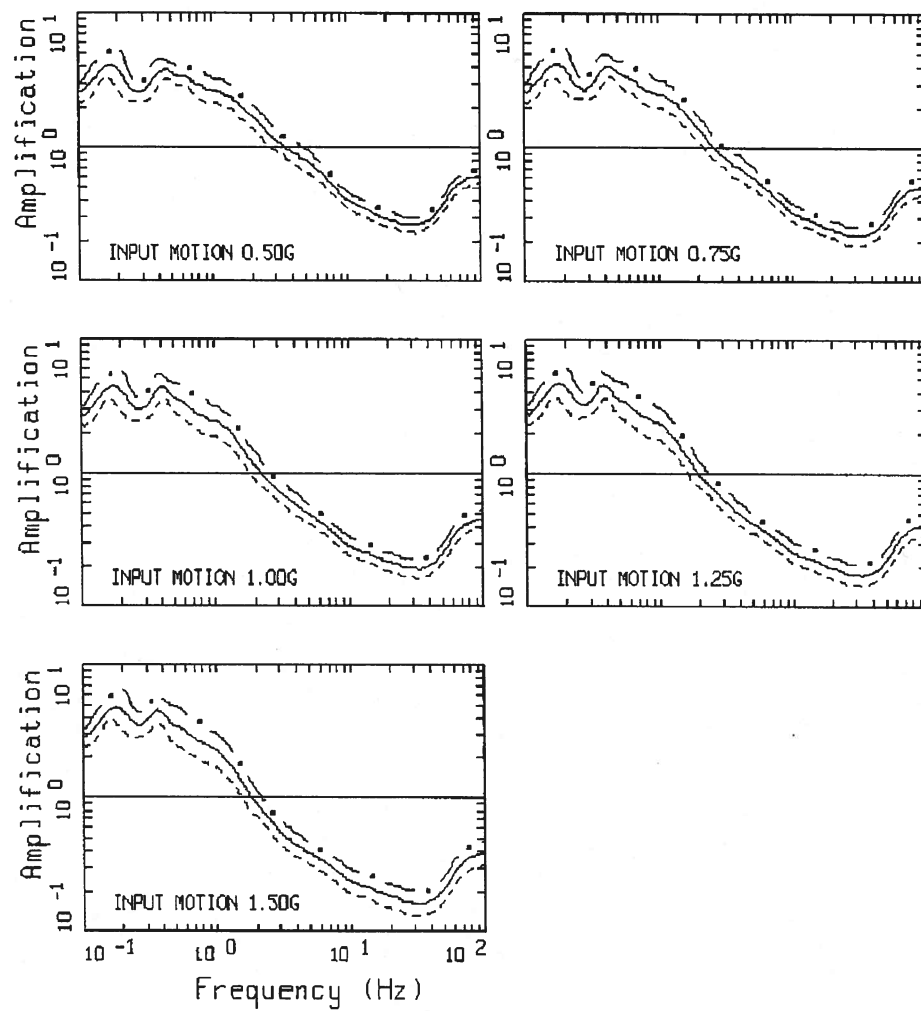 Amplification
10 1
10 0
10 -1
INPUT MOTION 0.50G
10 1
10 0
10 -1
INPUT MOTION 0.75G
Amplification
10 1
10 0
10 -1
INPUT MOTION 1.00G
10 1
10 0
10 -1
INPUT MOTION 1.25G
Amplification
10 1
10 0
10 -1
INPUT MOTION 1.50G
10 -1 10 0 10 1 10 2
Frequency (Hz)